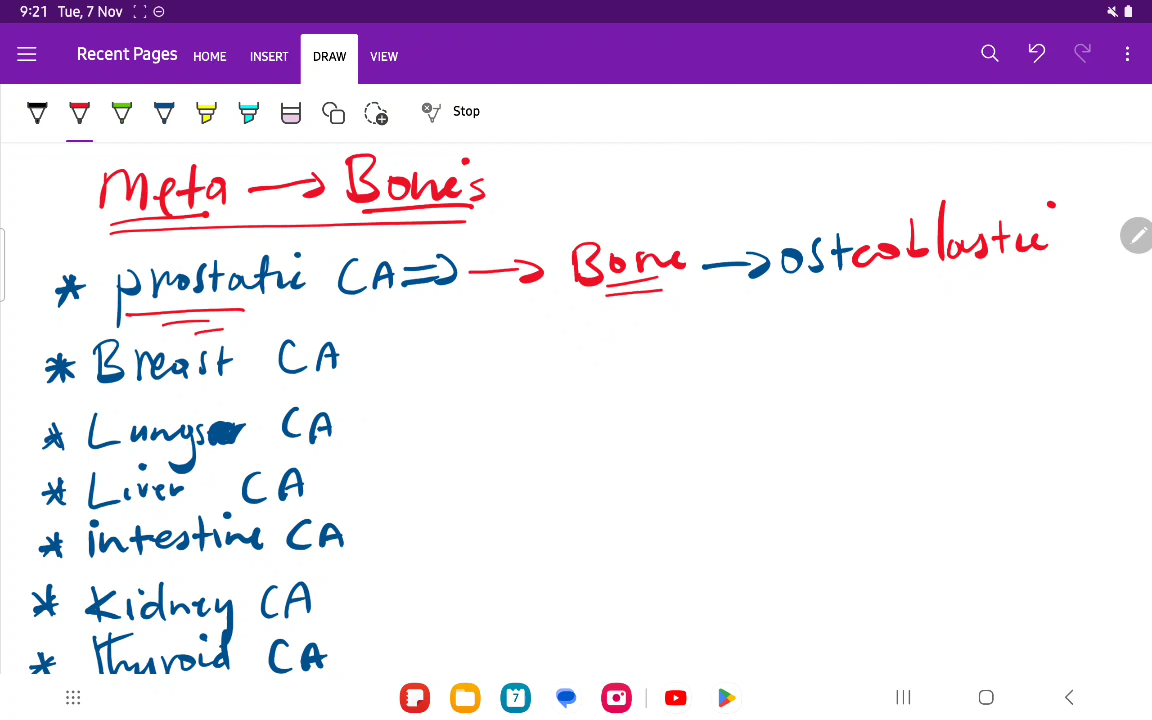 9:21 Tue, 7 Nov
Recent Pages HOME INSERT DRAW VIEW
Stop
Meta → Bones
* prostatic CA ⇒ → Bone → osteoblastic
* Breast CA
* Lungs CA
* Liver CA
* intestine CA
* Kidney CA
* thyroid CA
7